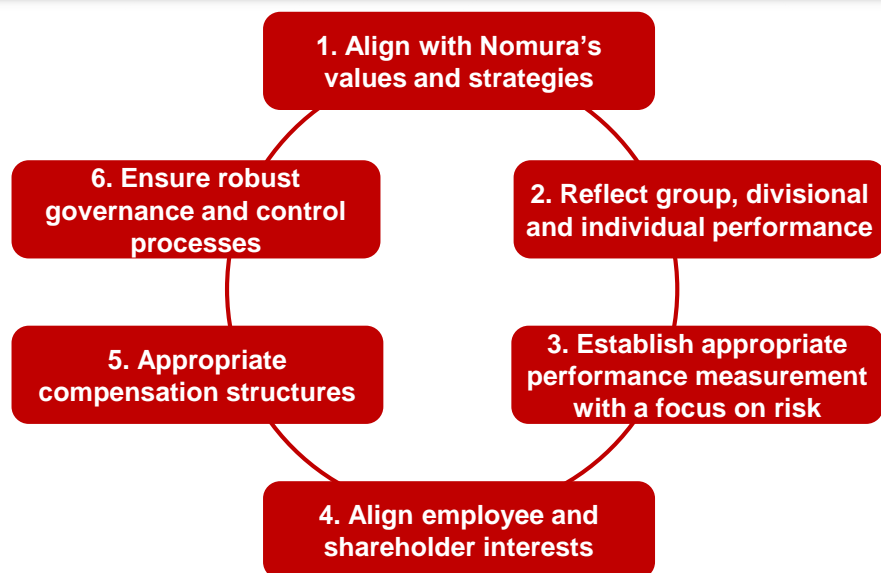 1. Align with Nomura’s
values and strategies
2. Reflect group, divisional
and individual performance
3. Establish appropriate
performance measurement
with a focus on risk
4. Align employee and
shareholder interests
5. Appropriate
compensation structures
6. Ensure robust
governance and control
processes